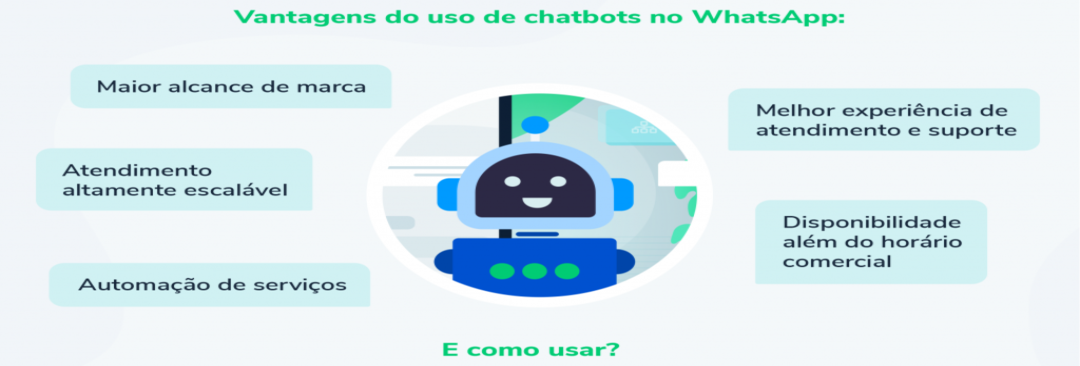 Vantagens do uso de chatbots no WhatsApp:
Maior alcance de marca
Atendimento
altamente escalável
Automação de serviços
Melhor experiência de
atendimento e suporte
Disponibilidade
além do horário
comercial
E como usar?